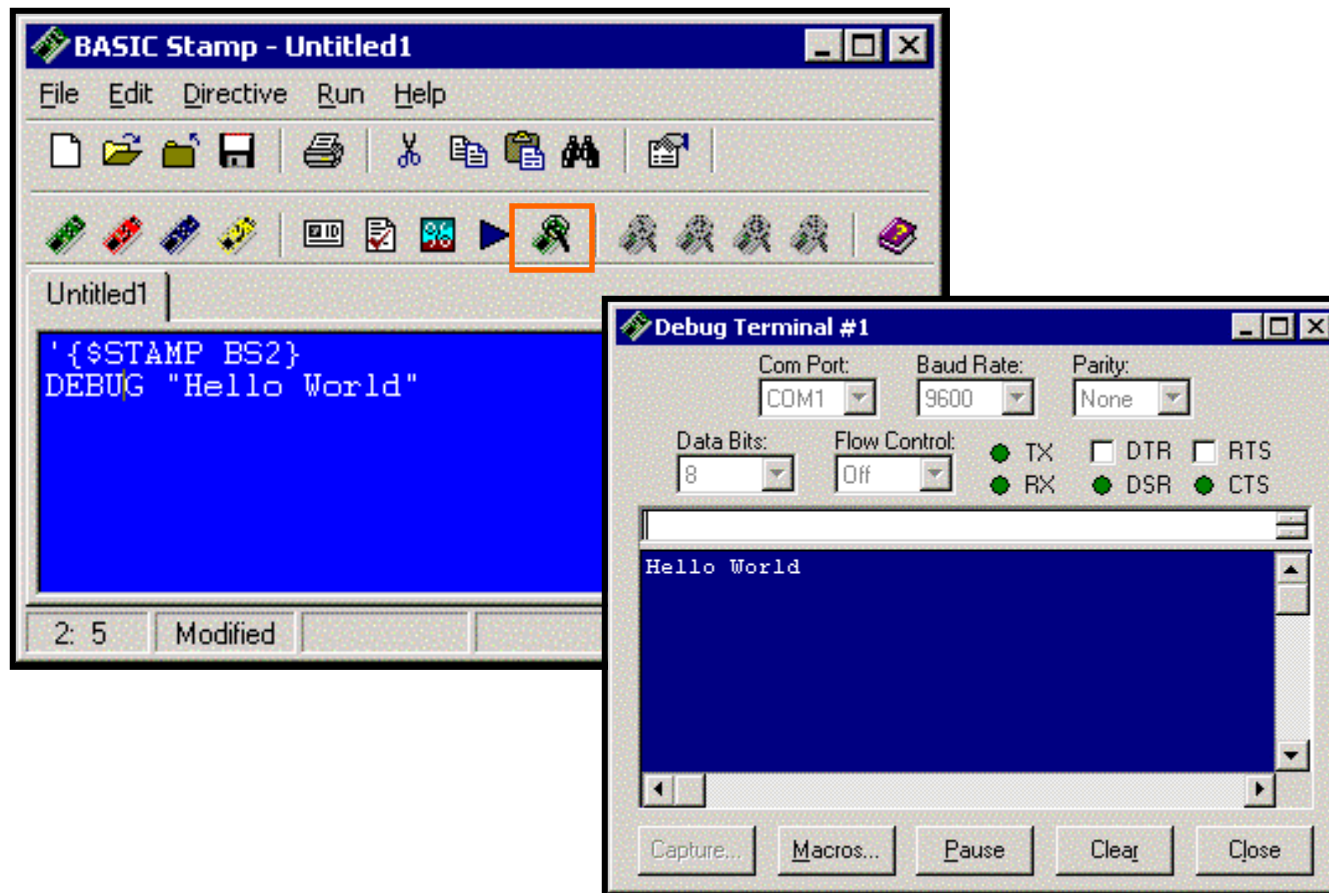 BASIC Stamp - Untitled1
File Edit Directive Run Help
Untitled1
'{$STAMP BS2}
DEBUG "Hello World"
2: 5 Modified
Debug Terminal #1
Com Port: Baud Rate: Parity:
COM1 9600 None
Data Bits: Flow Control:
8 Off
TX DTR RTS
RX DSR CTS
Hello World
Capture... Macros... Pause Clear Close